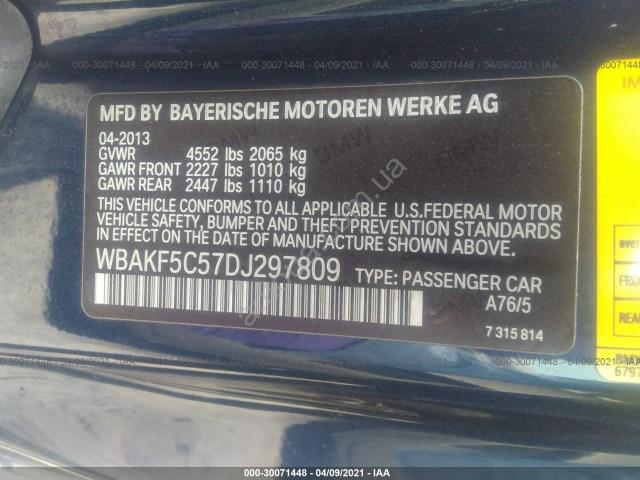 000-30071448 - 04/09/2021 - IAA
MFD BY BAYERISCHE MOTOREN WERKE AG
04-2013
GVWR 4552 lbs 2065 kg
GAWR FRONT 2227 lbs 1010 kg
GAWR REAR 2447 lbs 1110 kg
THIS VEHICLE CONFORMS TO ALL APPLICABLE U.S.FEDERAL MOTOR
VEHICLE SAFETY, BUMPER AND THEFT PREVENTION STANDARDS
IN EFFECT ON THE DATE OF MANUFACTURE SHOWN ABOVE.
WBAKF5C57DJ297809 TYPE: PASSENGER CAR
A76/5
7 315 814
000-30071448 - 04/09/2021 - IAA